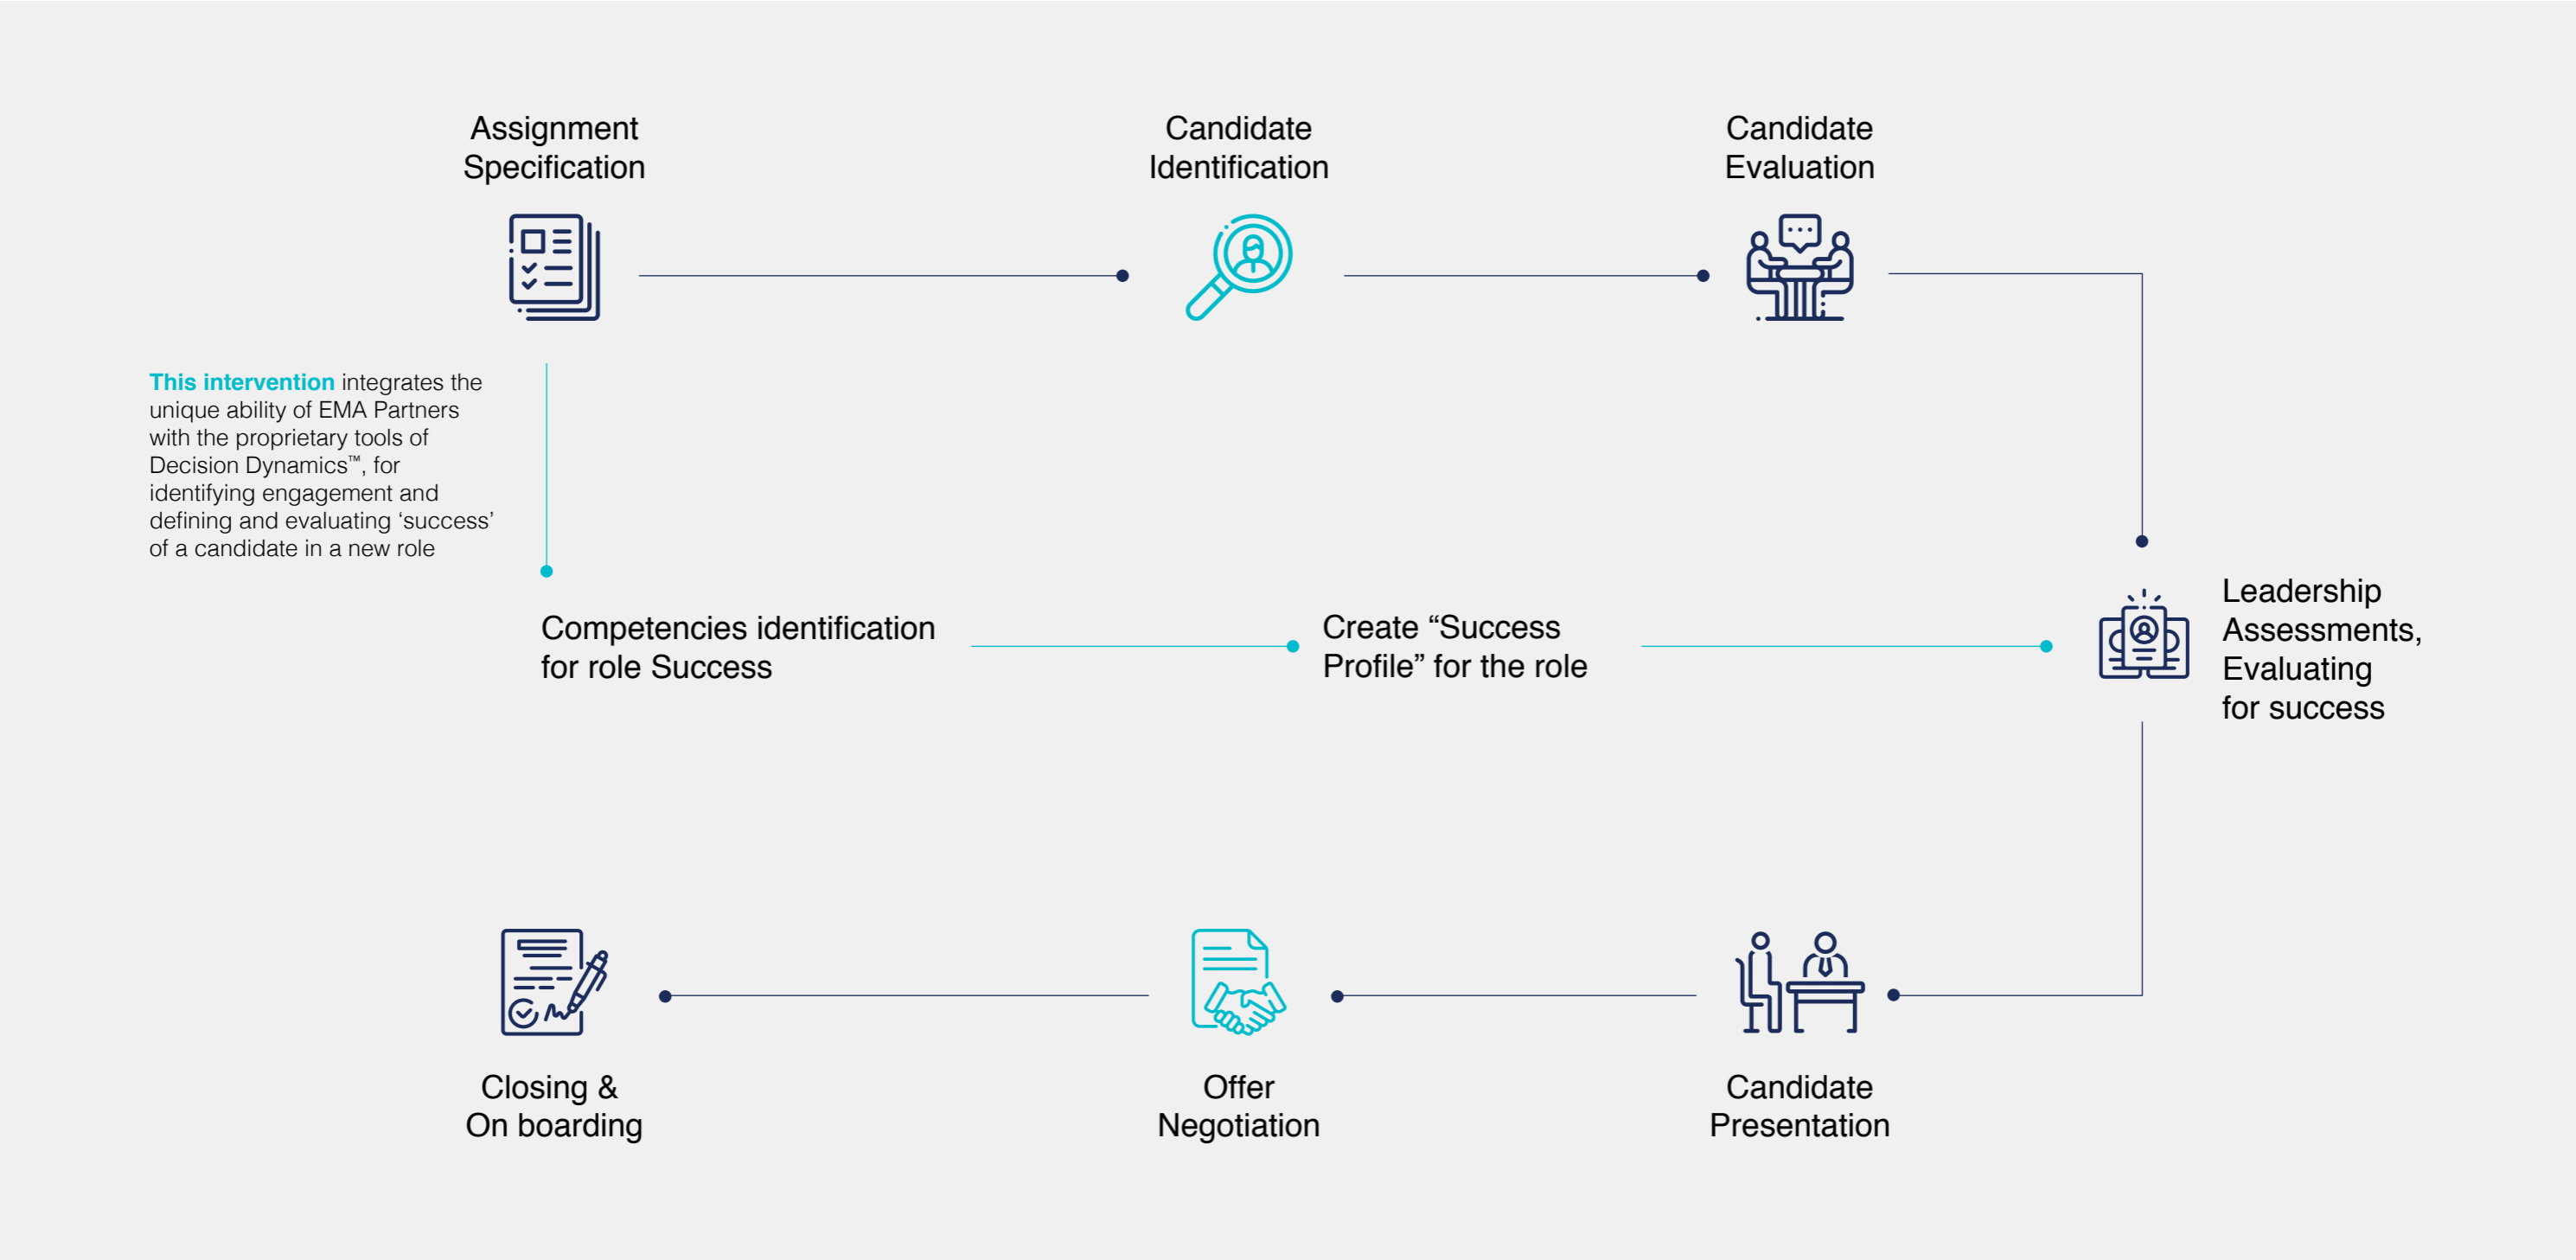 Assignment
Specification
Candidate
Identification
Candidate
Evaluation
This intervention integrates the
unique ability of EMA Partners
with the proprietary tools of
Decision Dynamics™, for
identifying engagement and
defining and evaluating ‘success’
of a candidate in a new role
Competencies identification
for role Success
Create “Success
Profile” for the role
Leadership
Assessments,
Evaluating
for success
Closing &
On boarding
Offer
Negotiation
Candidate
Presentation